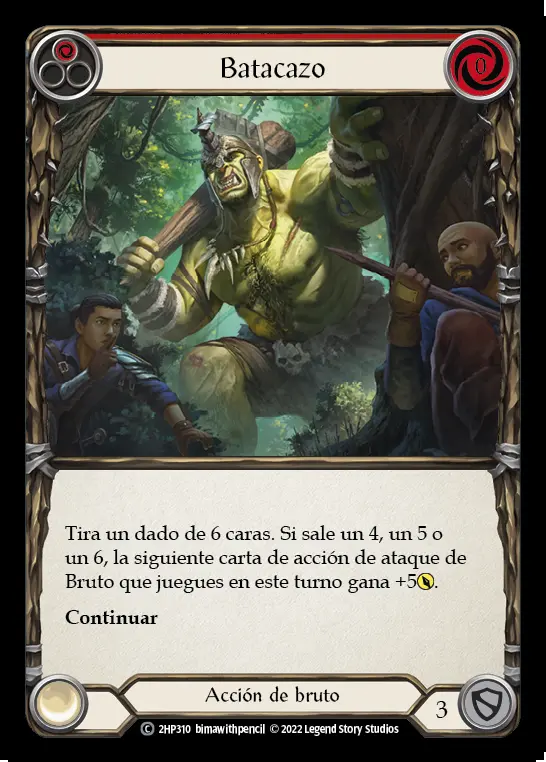 Batacazo
0
Tira un dado de 6 caras. Si sale un 4, un 5 o
un 6, la siguiente carta de acción de ataque de
Bruto que juegues en este turno gana +5.
Continuar
Acción de bruto
3
C 2HP310 bimawithpencil © 2022 Legend Story Studios